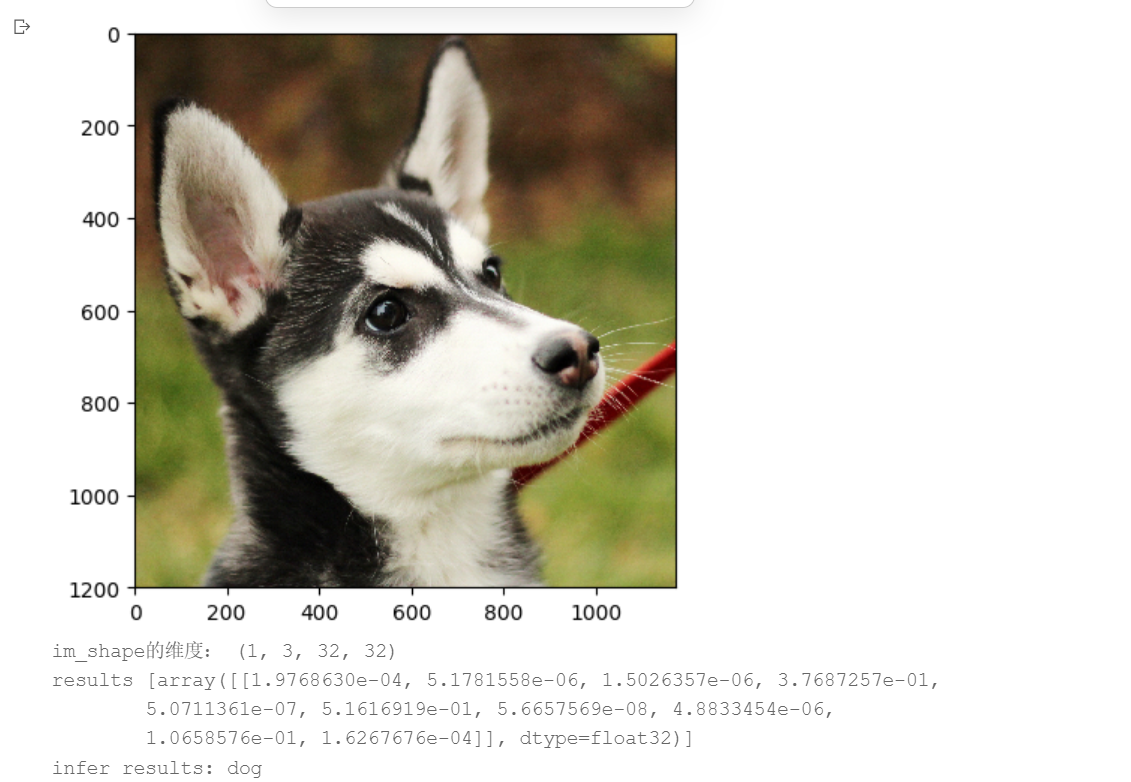 0
200
400
600
800
1000
1200
0 200 400 600 800 1000
im_shape的维度： (1, 3, 32, 32)
results [array([[1.9768630e-04, 5.1781558e-06, 1.5026357e-06, 3.7687257e-01,
5.0711361e-07, 5.1616919e-01, 5.6657569e-08, 4.8833454e-06,
1.0658576e-01, 1.6267676e-04]], dtype=float32)]
infer results: dog